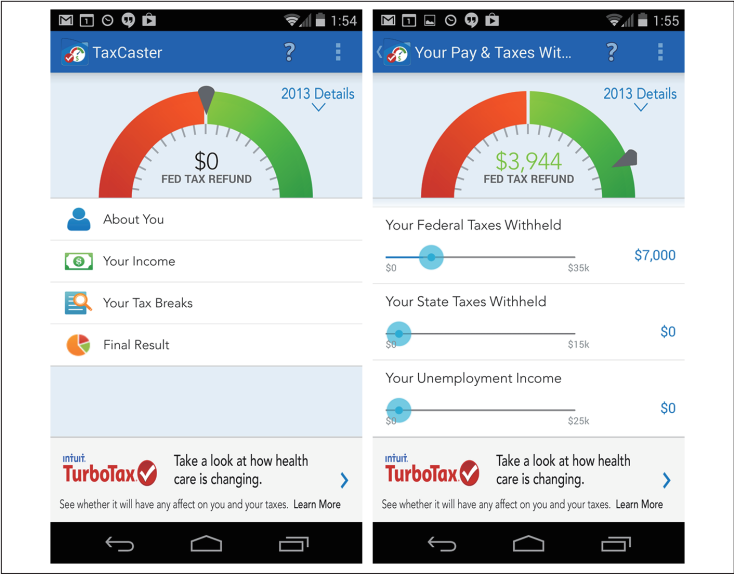 1:54
TaxCaster ?
2013 Details
$0
FED TAX REFUND
About You
Your Income
Your Tax Breaks
Final Result
intuit
TurboTax
Take a look at how health
care is changing.
See whether it will have any affect on you and your taxes. Learn More
1:55
Your Pay & Taxes Wit... ?
2013 Details
$3,944
FED TAX REFUND
Your Federal Taxes Withheld
$7,000
$0 $35k
Your State Taxes Withheld
$0
$0 $15k
Your Unemployment Income
$0
$0 $25k
intuit
TurboTax
Take a look at how health
care is changing.
See whether it will have any affect on you and your taxes. Learn More